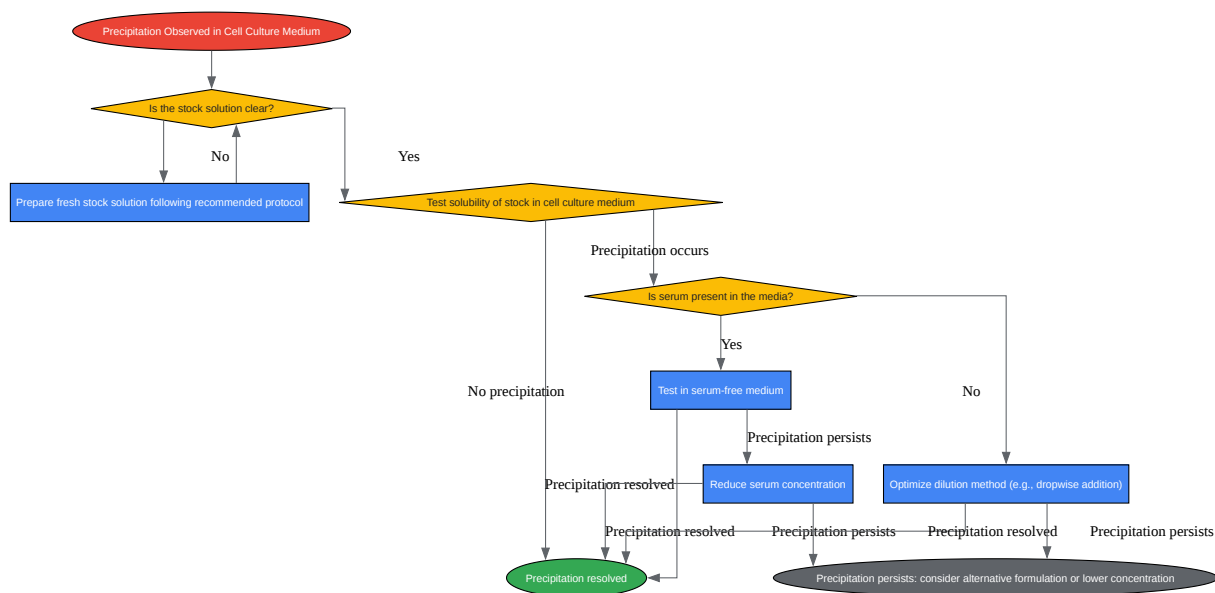 Precipitation Observed in Cell Culture Medium
Is the stock solution clear?
No
Yes
Prepare fresh stock solution following recommended protocol
Test solubility of stock in cell culture medium
Precipitation occurs
Is serum present in the media?
Yes
Test in serum-free medium
No precipitation
No
Precipitation persists
Precipitation resolved
Reduce serum concentration
Optimize dilution method (e.g., dropwise addition)
Precipitation resolved
Precipitation persists
Precipitation resolved
Precipitation persists
Precipitation resolved
Precipitation persists: consider alternative formulation or lower concentration